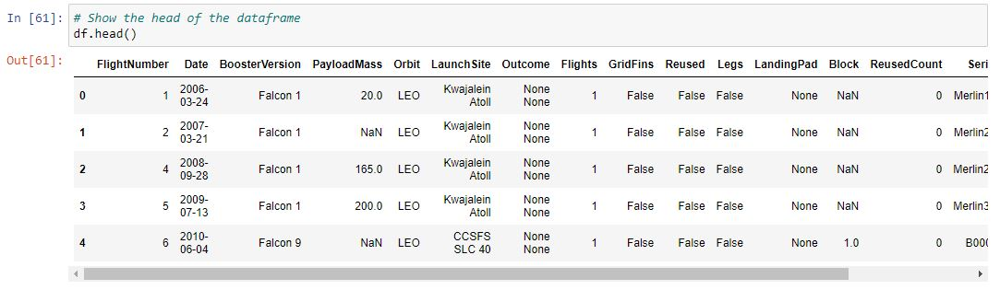 In [61]: # Show the head of the dataframe
df.head()
Out[61]:
FlightNumber Date BoosterVersion PayloadMass Orbit LaunchSite Outcome Flights GridFins Reused Legs LandingPad Block ReusedCount Seri
0 1 2006-03-24 Falcon 1 20.0 LEO Kwajalein Atoll None None 1 False False False None NaN 0 Merlin1
1 2 2007-03-21 Falcon 1 NaN LEO Kwajalein Atoll None None 1 False False False None NaN 0 Merlin2
2 4 2008-09-28 Falcon 1 165.0 LEO Kwajalein Atoll None None 1 False False False None NaN 0 Merlin2
3 5 2009-07-13 Falcon 1 200.0 LEO Kwajalein Atoll None None 1 False False False None NaN 0 Merlin3
4 6 2010-06-04 Falcon 9 NaN LEO CCSFS SLC 40 None None 1 False False False None 1.0 0 B000